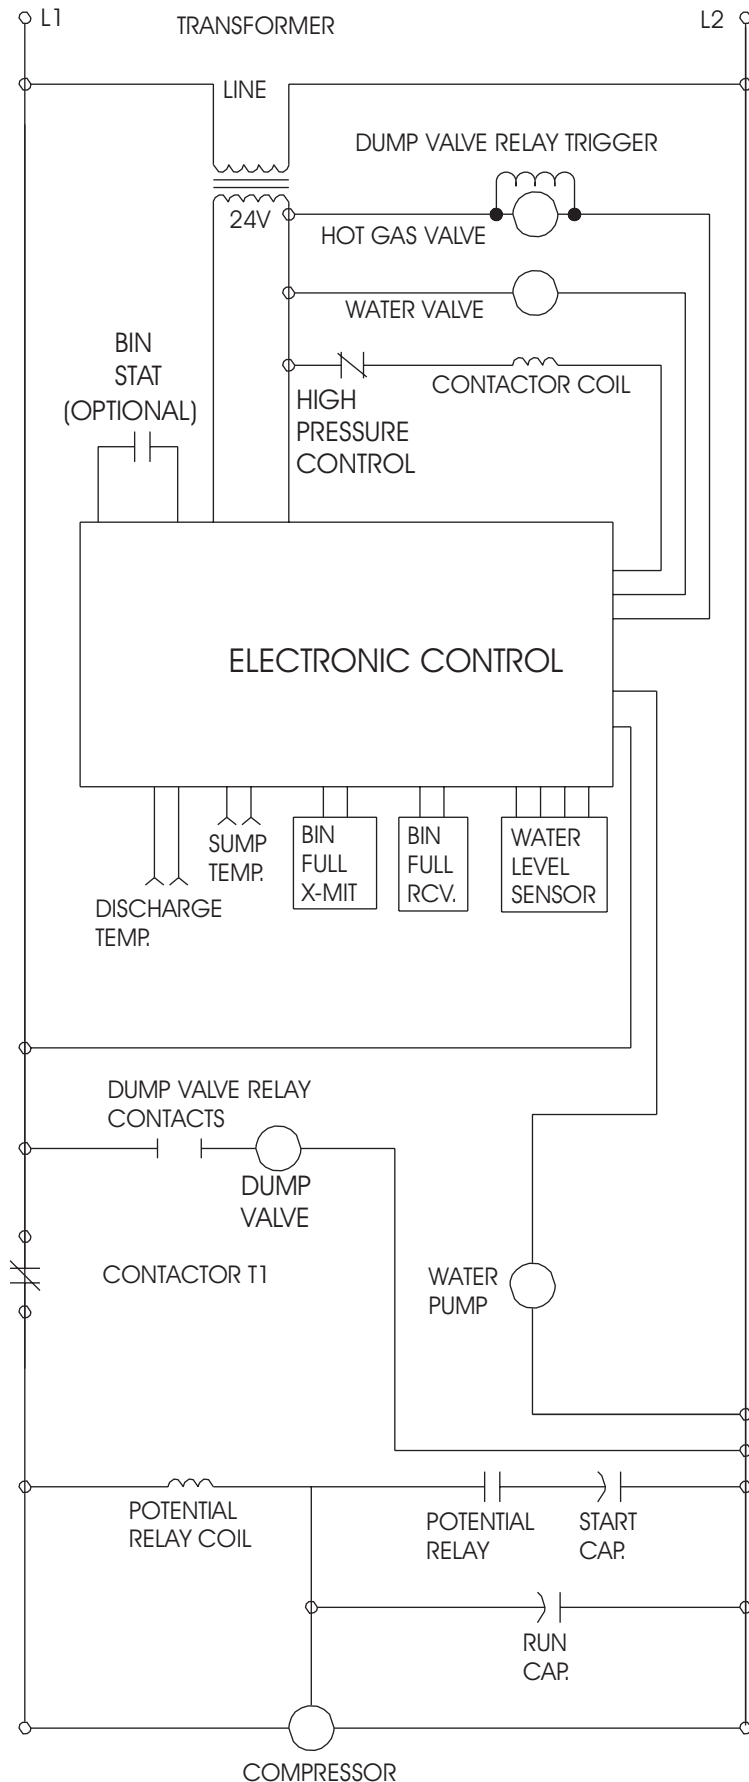 L1
TRANSFORMER
L2
LINE
DUMP VALVE RELAY TRIGGER
24V
HOT GAS VALVE
WATER VALVE
BIN
STAT
(OPTIONAL)
CONTACTOR COIL
HIGH
PRESSURE
CONTROL
ELECTRONIC CONTROL
SUMP
TEMP.
BIN
FULL
X-MIT
BIN
FULL
RCV.
WATER
LEVEL
SENSOR
DISCHARGE
TEMP.
DUMP VALVE RELAY
CONTACTS
DUMP
VALVE
CONTACTOR T1
WATER
PUMP
POTENTIAL
RELAY COIL
POTENTIAL
RELAY
START
CAP.
RUN
CAP.
COMPRESSOR